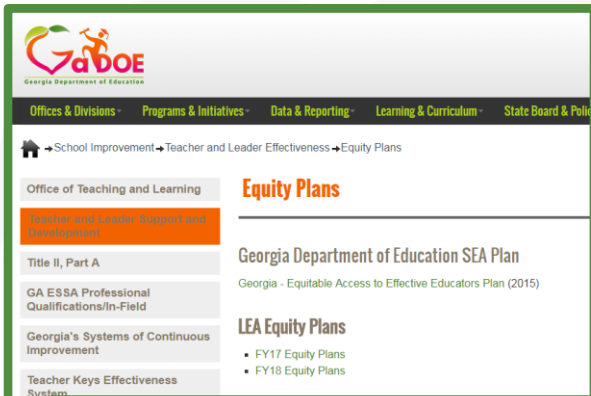 GaDOE
Georgia Department of Education
Offices & Divisions Programs & Initiatives Data & Reporting Learning & Curriculum State Board & Poli
→School Improvement→Teacher and Leader Effectiveness→Equity Plans
Office of Teaching and Learning
Teacher and Leader Support and
Development
Title II, Part A
GA ESSA Professional
Qualifications/In-Field
Georgia's Systems of Continuous
Improvement
Teacher Keys Effectiveness
System
Equity Plans
Georgia Department of Education SEA Plan
Georgia - Equitable Access to Effective Educators Plan (2015)
LEA Equity Plans
▪ FY17 Equity Plans
▪ FY18 Equity Plans